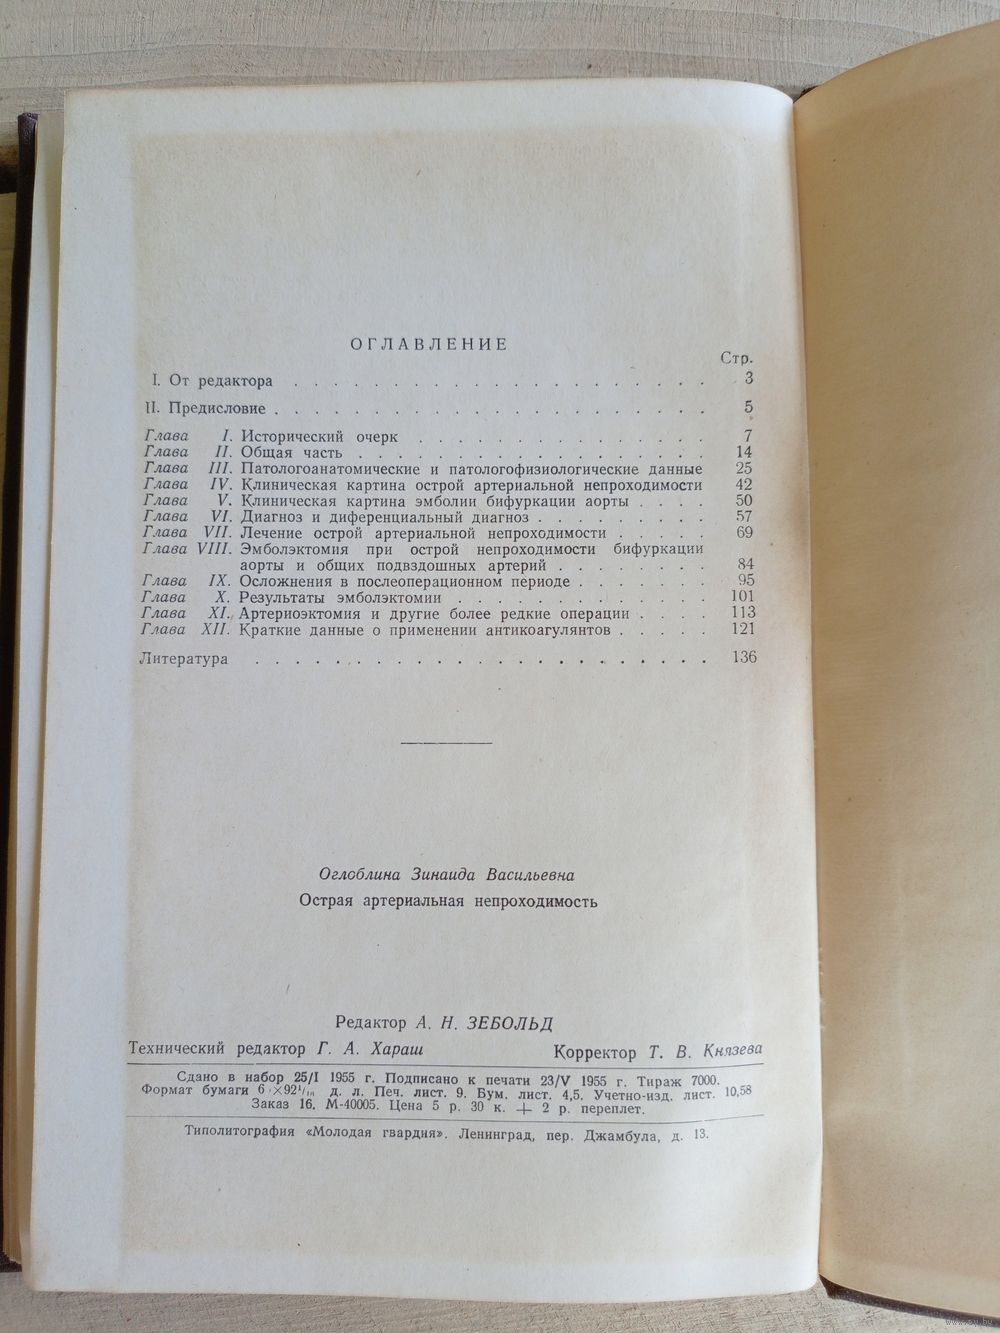 ОГЛАВЛЕНИЕ
Стр.
I. От редактора . . . . . . . . . . . . . . . . . . . . . 3
II. Предисловие . . . . . . . . . . . . . . . . . . . . . . 5
Глава I. Исторический очерк . . . . . . . . . . . . . . . 7
Глава II. Общая часть . . . . . . . . . . . . . . . . . . 14
Глава III. Патологоанатомические и патологофизиологические данные 25
Глава IV. Клиническая картина острой артериальной непроходимости 42
Глава V. Клиническая картина эмболии бифуркации аорты . . . . 50
Глава VI. Диагноз и диференциальный диагноз . . . . . . . . . 57
Глава VII. Лечение острой артериальной непроходимости . . . . . 69
Глава VIII. Эмболэктомия при острой непроходимости бифуркации
аорты и общих подвздошных артерий . . . . . . . . 84
Глава IX. Осложнения в послеоперационном периоде . . . . . . . 95
Глава X. Результаты эмболэктомии . . . . . . . . . . . . . 101
Глава XI. Артериоэктомия и другие более редкие операции . . . . 113
Глава XII. Краткие данные о применении антикоагулянтов . . . . . 121
Литература . . . . . . . . . . . . . . . . . . . . . . . 136
Оглоблина Зинаида Васильевна
Острая артериальная непроходимость
Редактор А. Н. ЗЕБОЛЬД
Технический редактор Г. А. Хараш Корректор Т. В. Князева
Сдано в набор 25/I 1955 г. Подписано к печати 23/V 1955 г. Тираж 7000.
Формат бумаги д. л. Печ. лист. 9. Бум. лист. 4,5. Учетно-изд. лист. 10,58
Заказ 16. М-40005. Цена 5 р. 30 к. + 2 р. переплет.
Типолитография «Молодая гвардия». Ленинград, пер. Джамбула, д. 13.